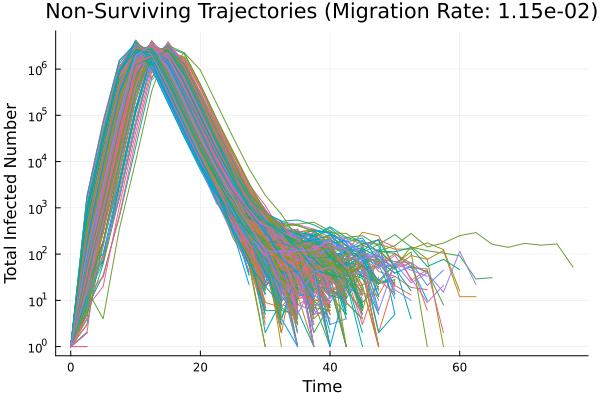 Non-Surviving Trajectories (Migration Rate: 1.15e-02)
Total Infected Number
10⁶
10⁵
10⁴
10³
10²
10¹
10⁰
0 20 40 60
Time